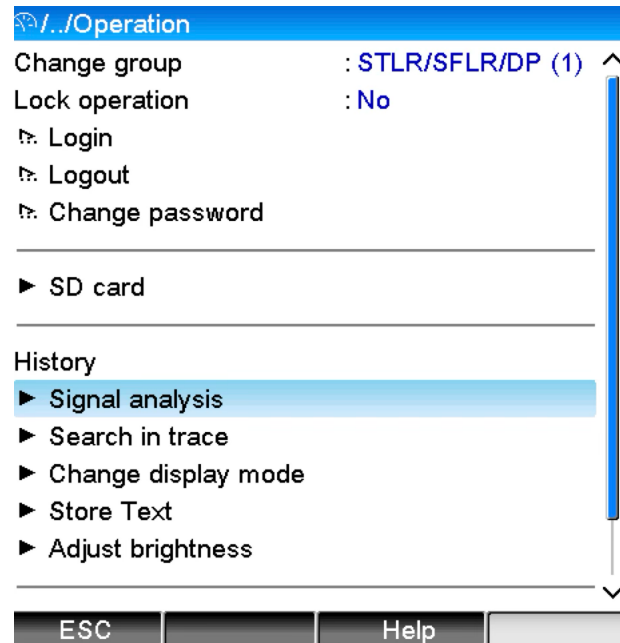 /../Operation
Change group : STLR/SFLR/DP (1)
Lock operation : No
Login
Logout
Change password
SD card
History
Signal analysis
Search in trace
Change display mode
Store Text
Adjust brightness
ESC Help